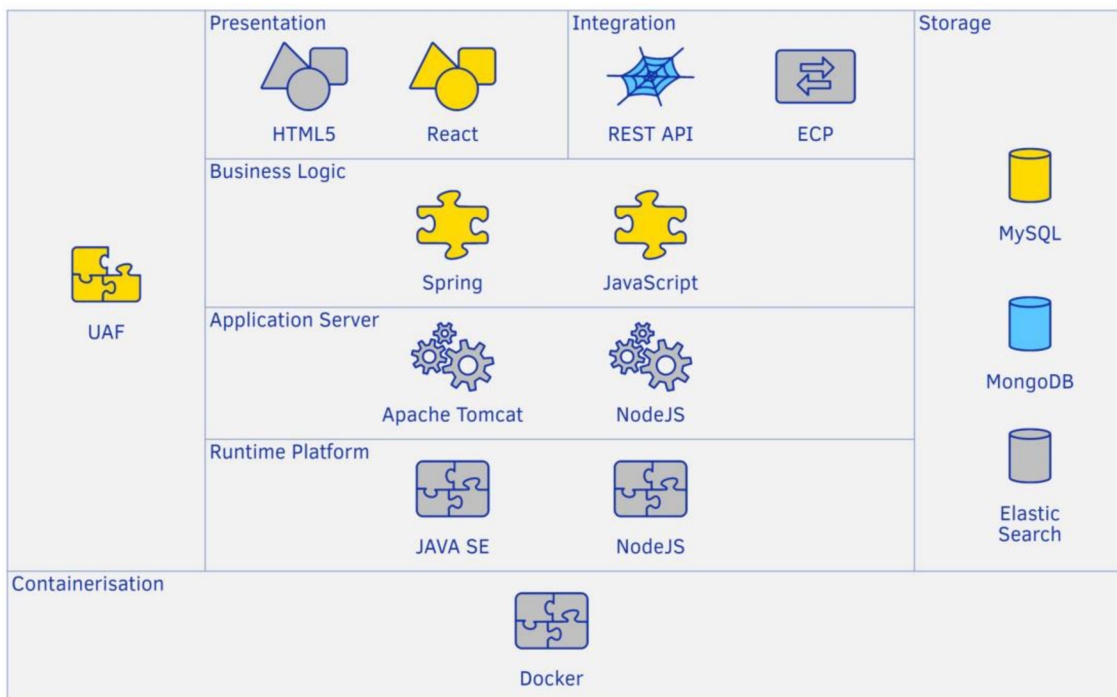 Presentation
HTML5
React
Integration
REST API
ECP
Storage
MySQL
MongoDB
Elastic
Search
UAF
Business Logic
Spring
JavaScript
Application Server
Apache Tomcat
NodeJS
Runtime Platform
JAVA SE
NodeJS
Containerisation
Docker